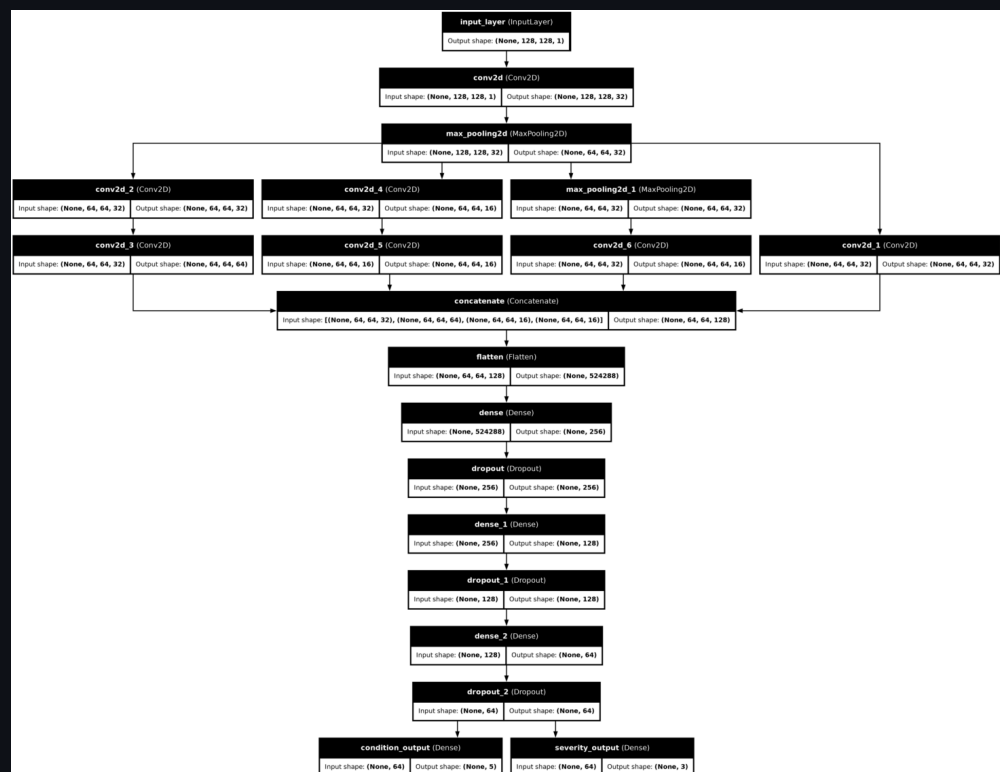 input_layer (InputLayer)
Output shape: (None, 128, 128, 1)
conv2d (Conv2D)
Input shape: (None, 128, 128, 1) Output shape: (None, 128, 128, 32)
max_pooling2d (MaxPooling2D)
Input shape: (None, 128, 128, 32) Output shape: (None, 64, 64, 32)
conv2d_2 (Conv2D) conv2d_4 (Conv2D) max_pooling2d_1 (MaxPooling2D)
Input shape: (None, 64, 64, 32) Output shape: (None, 64, 64, 32) Input shape: (None, 64, 64, 32) Output shape: (None, 64, 64, 16) Input shape: (None, 64, 64, 32) Output shape: (None, 64, 64, 32)
conv2d_3 (Conv2D) conv2d_5 (Conv2D) conv2d_6 (Conv2D) conv2d_1 (Conv2D)
Input shape: (None, 64, 64, 32) Output shape: (None, 64, 64, 64) Input shape: (None, 64, 64, 16) Output shape: (None, 64, 64, 16) Input shape: (None, 64, 64, 32) Output shape: (None, 64, 64, 16) Input shape: (None, 64, 64, 32) Output shape: (None, 64, 64, 32)
concatenate (Concatenate)
Input shape: [(None, 64, 64, 32), (None, 64, 64, 64), (None, 64, 64, 16), (None, 64, 64, 16)] Output shape: (None, 64, 64, 128)
flatten (Flatten)
Input shape: (None, 64, 64, 128) Output shape: (None, 524288)
dense (Dense)
Input shape: (None, 524288) Output shape: (None, 256)
dropout (Dropout)
Input shape: (None, 256) Output shape: (None, 256)
dense_1 (Dense)
Input shape: (None, 256) Output shape: (None, 128)
dropout_1 (Dropout)
Input shape: (None, 128) Output shape: (None, 128)
dense_2 (Dense)
Input shape: (None, 128) Output shape: (None, 64)
dropout_2 (Dropout)
Input shape: (None, 64) Output shape: (None, 64)
condition_output (Dense) severity_output (Dense)
Input shape: (None, 64) Output shape: (None, 5) Input shape: (None, 64) Output shape: (None, 3)